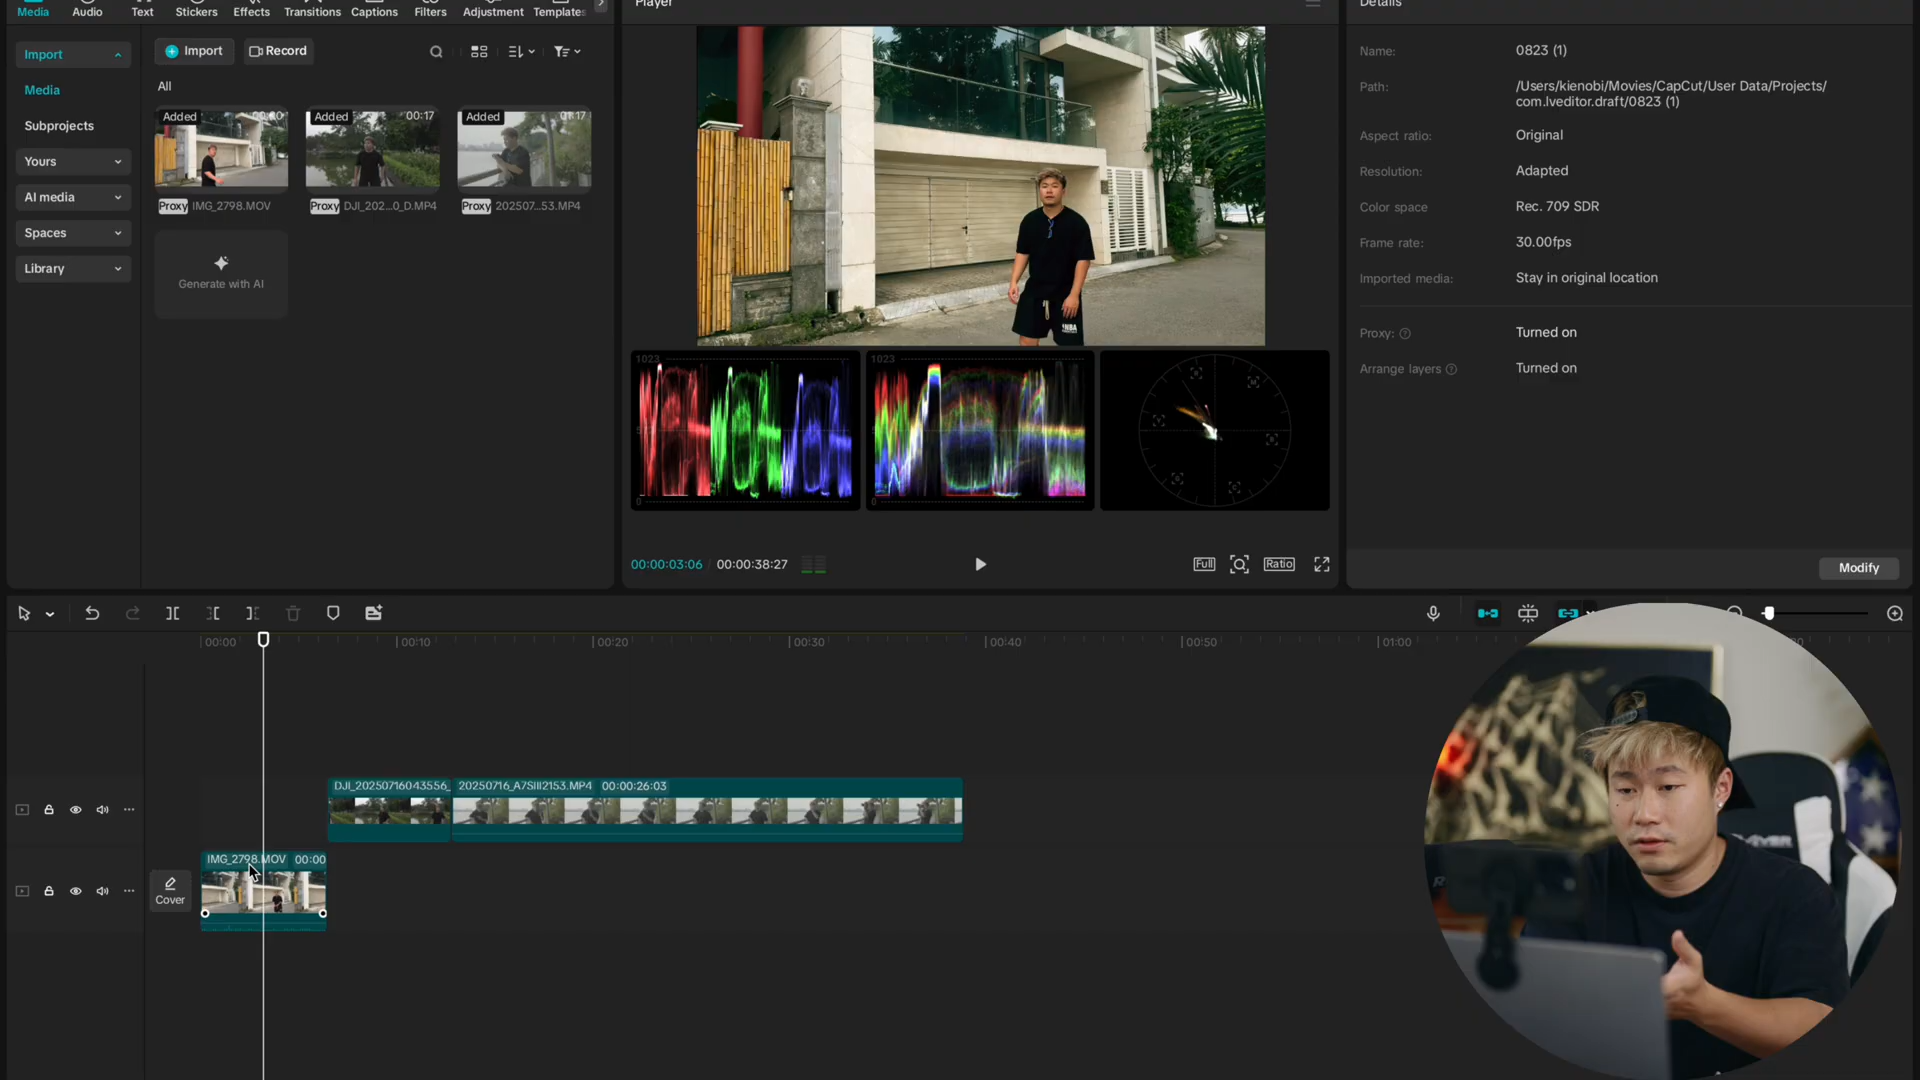 Media Audio Text Stickers Effects Transitions Captions Filters Adjustment Templates
Player
Details
Import
Media
Subprojects
Yours
AI media
Spaces
Library
Import Record
All
Added
Added 00:17
Added 01:17
Proxy IMG_2798.MOV
Proxy DJI_202...0_D.MP4
Proxy 202507...53.MP4
Generate with AI
NBA
1023
0
1023
0
00:00:03:06 / 00:00:38:27
Full
Ratio
Name: 0823 (1)
Path: /Users/kienobi/Movies/CapCut/User Data/Projects/
com.lveditor.draft/0823 (1)
Aspect ratio: Original
Resolution: Adapted
Color space Rec. 709 SDR
Frame rate: 30.00fps
Imported media: Stay in original location
Proxy: Turned on
Arrange layers Turned on
Modify
00:00 00:10 00:20 00:30 00:40 00:50 01:00
DJI_20250716043556_
20250716_A7SIII2153.MP4 00:00:26:03
IMG_2798.MOV 00:00
Cover